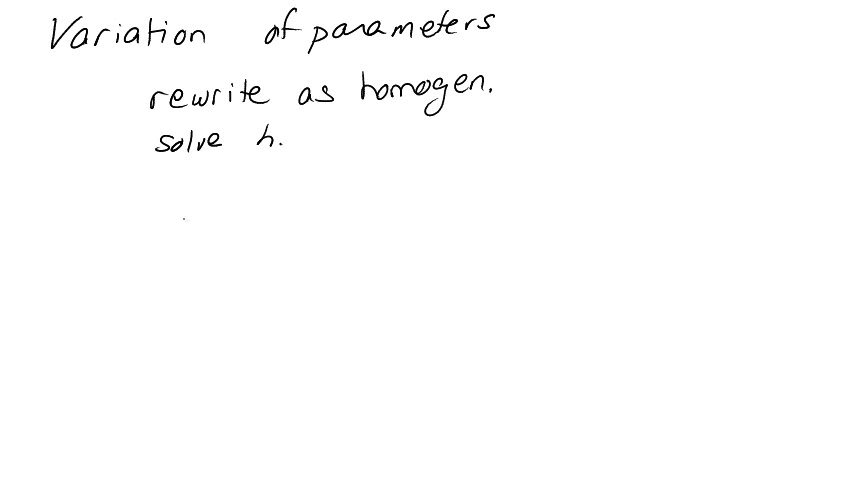 Variation of parameters
rewrite as homogen.
solve h.